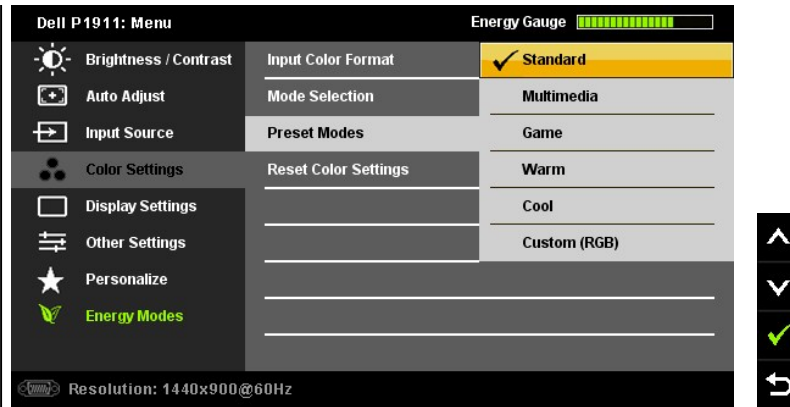 Dell P1911: Menu
Energy Gauge
Brightness / Contrast
Auto Adjust
Input Source
Color Settings
Display Settings
Other Settings
Personalize
Energy Modes
Input Color Format
Mode Selection
Preset Modes
Reset Color Settings
Standard
Multimedia
Game
Warm
Cool
Custom (RGB)
Resolution: 1440x900@60Hz